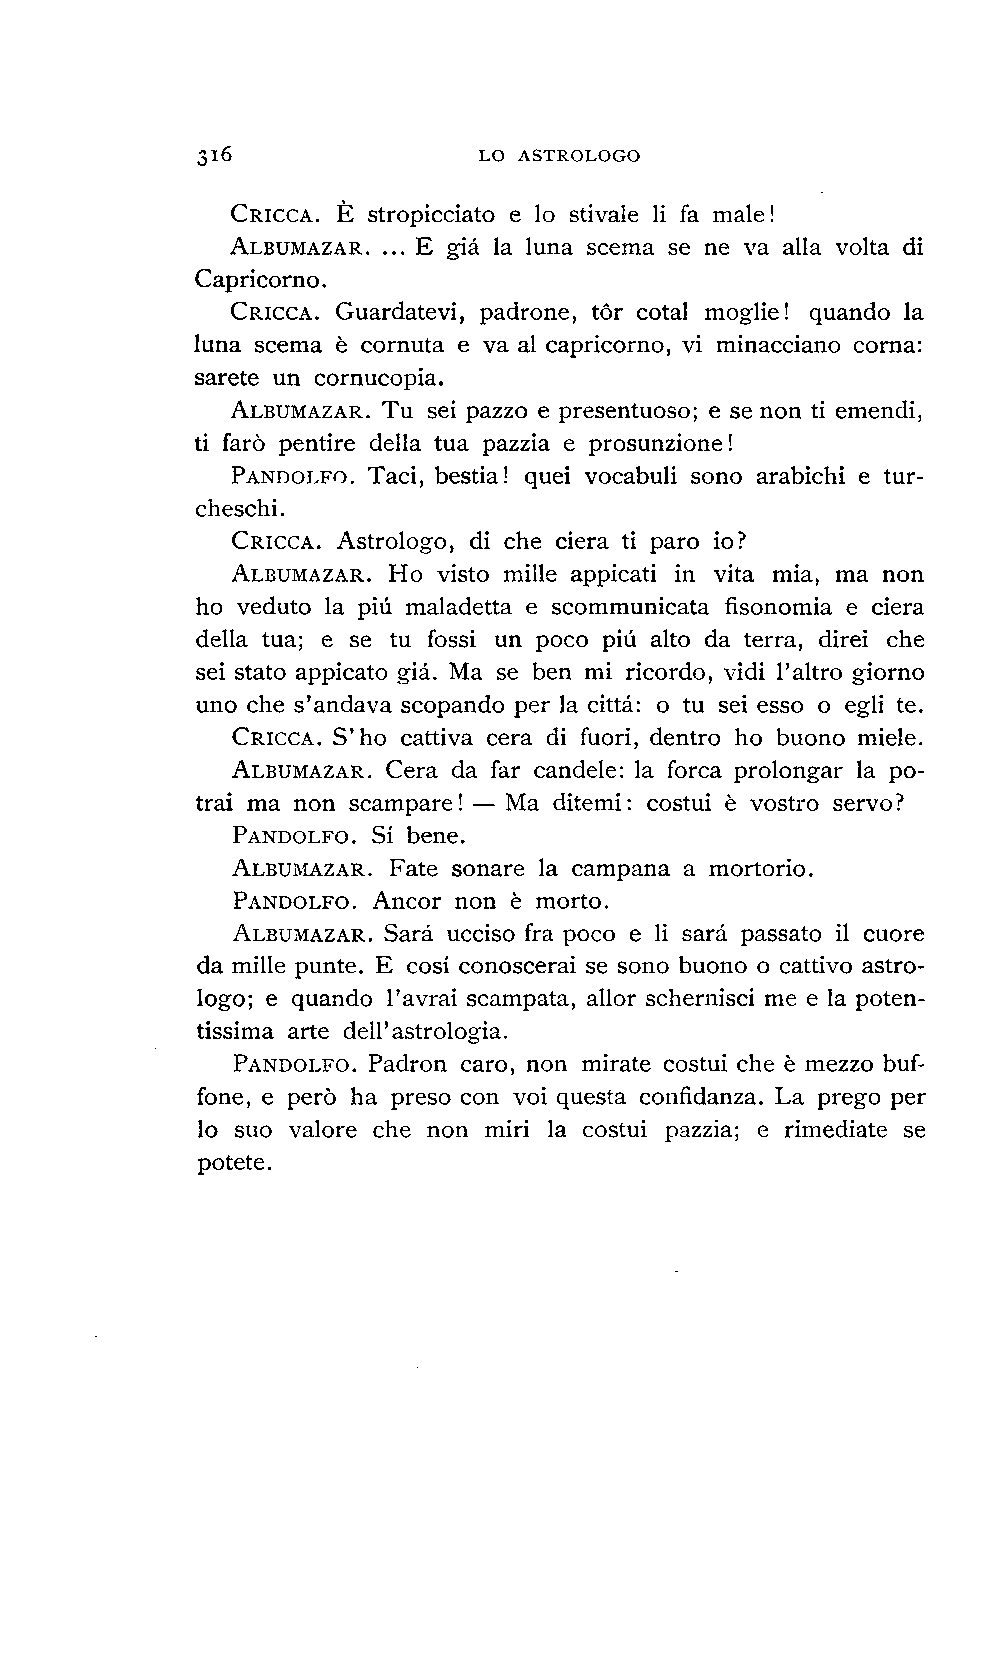 316 LO ASTROLOGO
CRICCA. È stropicciato e lo stivale li fa male!
ALBUMAZAR. ... E giá la luna scema se ne va alla volta di
Capricorno.
CRICCA. Guardatevi, padrone, tôr cotal moglie! quando la
luna scema è cornuta e va al capricorno, vi minacciano corna:
sarete un cornucopia.
ALBUMAZAR. Tu sei pazzo e presentuoso; e se non ti emendi,
ti farò pentire della tua pazzia e prosunzione!
PANDOLFO. Taci, bestia! quei vocabuli sono arabichi e tur-
cheschi.
CRICCA. Astrologo, di che ciera ti paro io?
ALBUMAZAR. Ho visto mille appicati in vita mia, ma non
ho veduto la piú maladetta e scommunicata fisonomia e ciera
della tua; e se tu fossi un poco piú alto da terra, direi che
sei stato appicato giá. Ma se ben mi ricordo, vidi l'altro giorno
uno che s'andava scopando per la cittá: o tu sei esso o egli te.
CRICCA. S'ho cattiva cera di fuori, dentro ho buono miele.
ALBUMAZAR. Cera da far candele: la forca prolongar la po-
trai ma non scampare! — Ma ditemi: costui è vostro servo?
PANDOLFO. Sí bene.
ALBUMAZAR. Fate sonare la campana a mortorio.
PANDOLFO. Ancor non è morto.
ALBUMAZAR. Sará ucciso fra poco e li sará passato il cuore
da mille punte. E cosí conoscerai se sono buono o cattivo astro-
logo; e quando l'avrai scampata, allor schernisci me e la poten-
tissima arte dell'astrologia.
PANDOLFO. Padron caro, non mirate costui che è mezzo buf-
fone, e però ha preso con voi questa confidanza. La prego per
lo suo valore che non miri la costui pazzia; e rimediate se
potete.